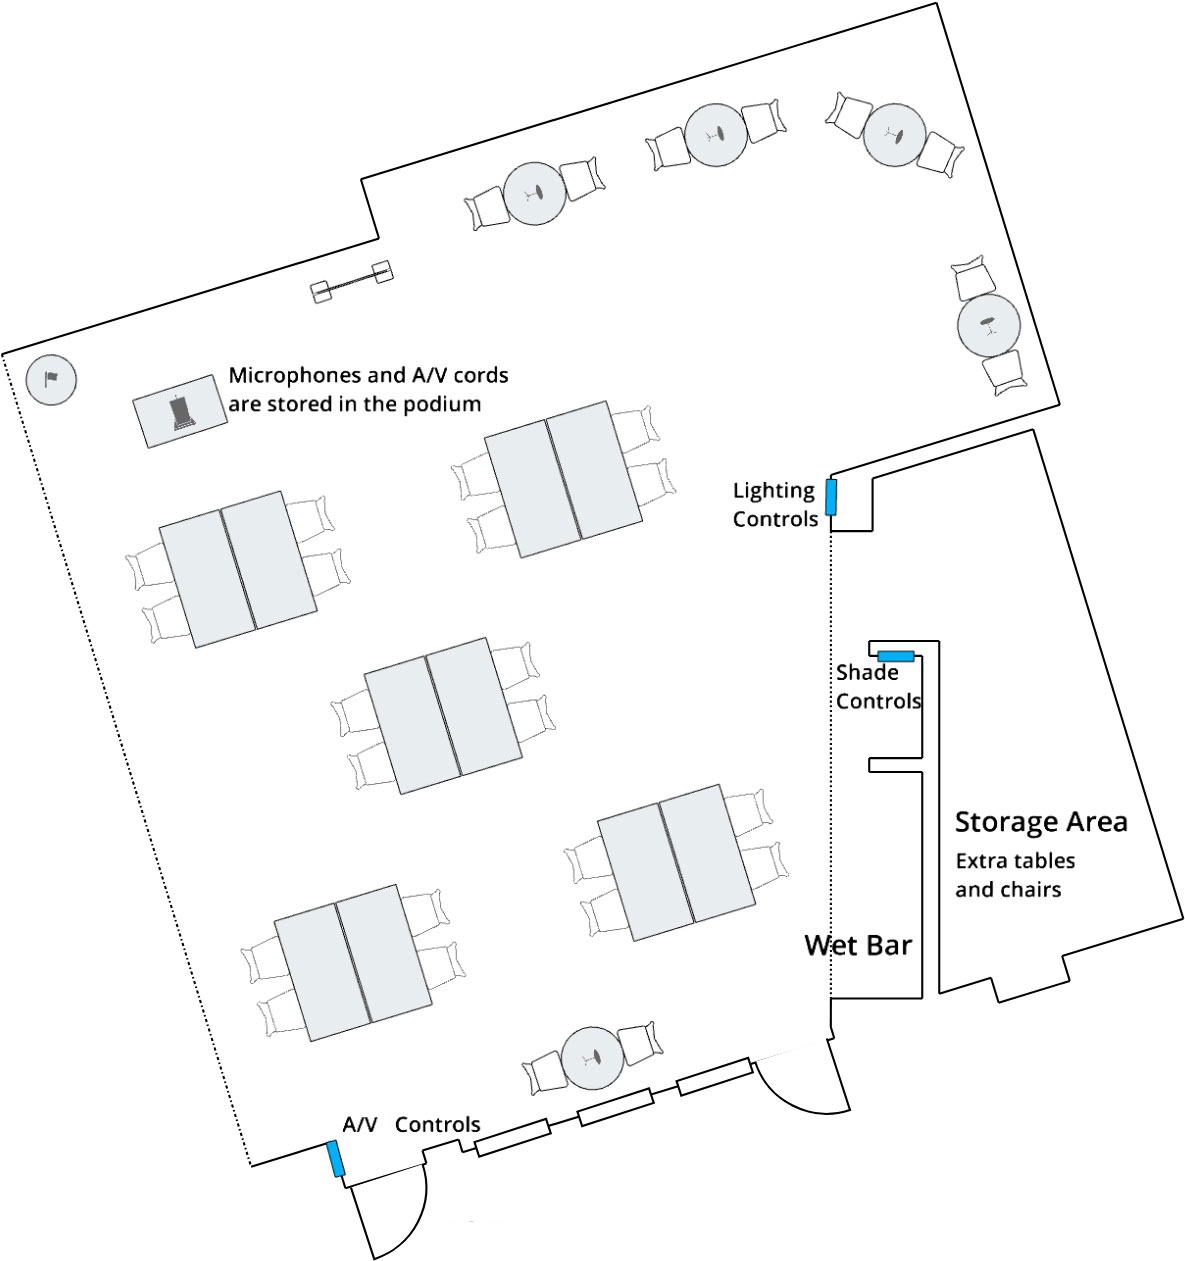 Microphones and A/V cords
are stored in the podium
Lighting
Controls
Shade
Controls
Storage Area
Extra tables
and chairs
Wet Bar
A/V Controls